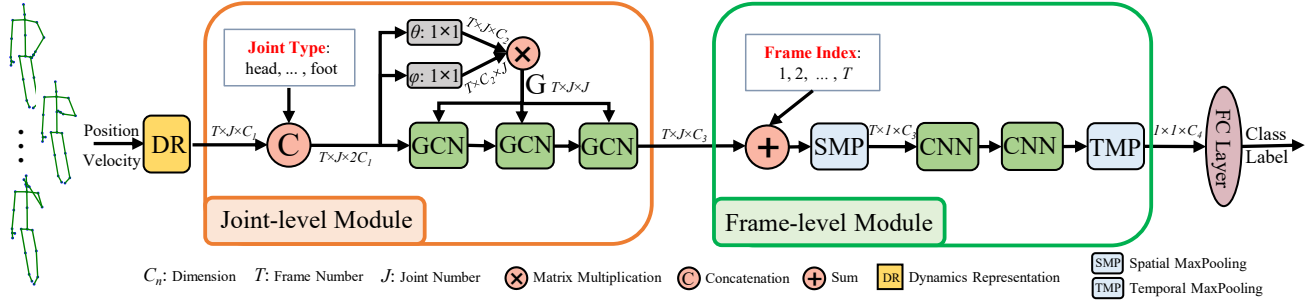 Position
Velocity
DR
T×J×C₁
Joint Type:
head, ... , foot
C
T×J×2C₁
θ: 1×1
φ: 1×1
T×J×C₂
T×C₂×J
×
G T×J×J
GCN
GCN
GCN
Joint-level Module
T×J×C₃
Frame Index:
1, 2, ... , T
+
SMP
T×1×C₃
CNN
CNN
TMP
Frame-level Module
1×1×C₄
FC Layer
Class
Label
Cₙ: Dimension T: Frame Number J: Joint Number × Matrix Multiplication C Concatenation + Sum DR Dynamics Representation
SMP Spatial MaxPooling
TMP Temporal MaxPooling